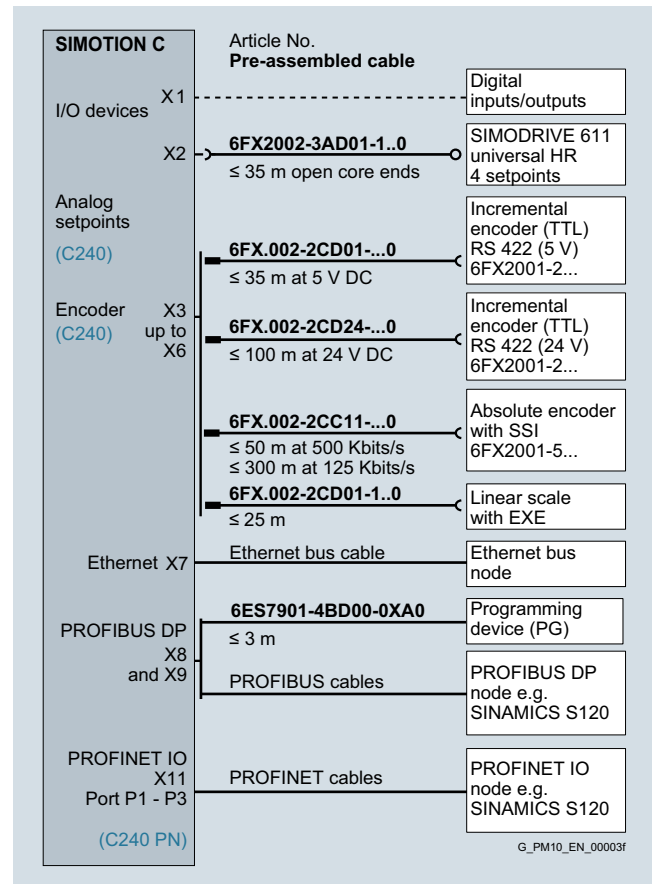 SIMOTION C
Article No.
Pre-assembled cable
X1
I/O devices
Digital
inputs/outputs
X2
6FX2002-3AD01-1..0
≤ 35 m open core ends
SIMODRIVE 611
universal HR
4 setpoints
Analog
setpoints
(C240)
6FX.002-2CD01-...0
≤ 35 m at 5 V DC
Incremental
encoder (TTL)
RS 422 (5 V)
6FX2001-2...
Encoder X3
(C240) up to
X6
6FX.002-2CD24-...0
≤ 100 m at 24 V DC
Incremental
encoder (TTL)
RS 422 (24 V)
6FX2001-2...
6FX.002-2CC11-...0
≤ 50 m at 500 Kbits/s
≤ 300 m at 125 Kbits/s
Absolute encoder
with SSI
6FX2001-5...
6FX.002-2CD01-1..0
≤ 25 m
Linear scale
with EXE
Ethernet X7
Ethernet bus cable
Ethernet bus
node
PROFIBUS DP
X8
and X9
6ES7901-4BD00-0XA0
≤ 3 m
Programming
device (PG)
PROFIBUS cables
PROFIBUS DP
node e.g.
SINAMICS S120
PROFINET IO
X11
Port P1 - P3
(C240 PN)
PROFINET cables
PROFINET IO
node e.g.
SINAMICS S120
G_PM10_EN_00003f